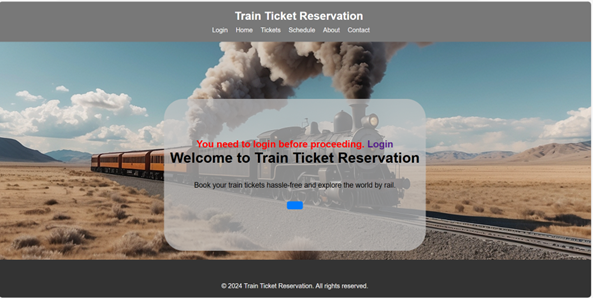 Train Ticket Reservation
Login Home Tickets Schedule About Contact
You need to login before proceeding. Login
Welcome to Train Ticket Reservation
Book your train tickets hassle-free and explore the world by rail.
© 2024 Train Ticket Reservation. All rights reserved.